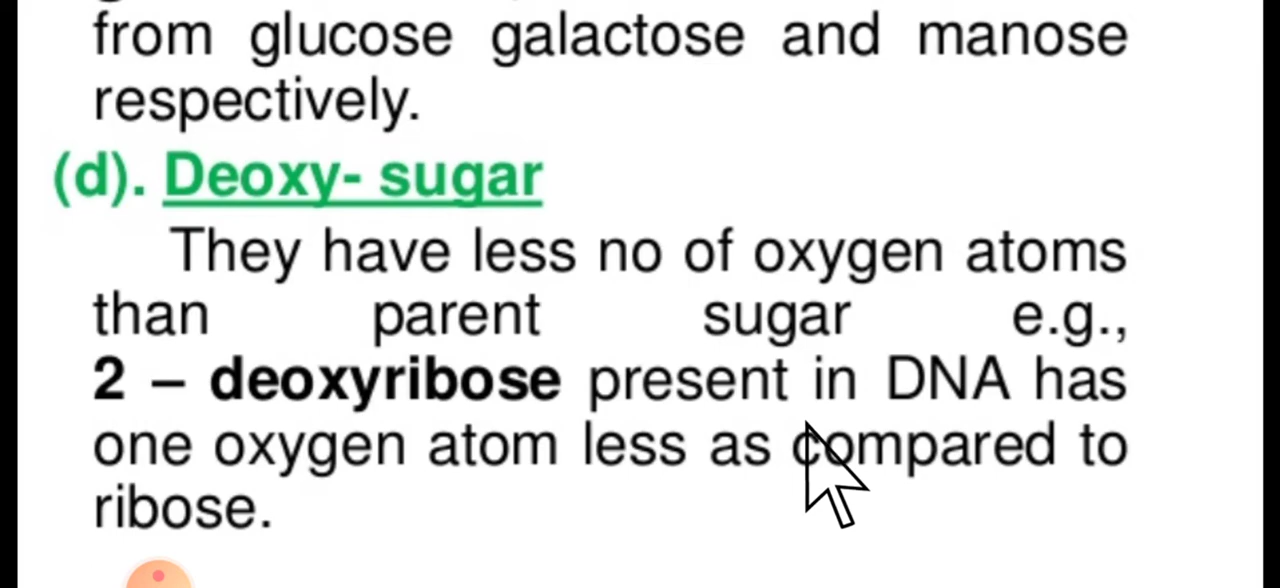 from glucose galactose and manose
respectively.
(d). Deoxy- sugar
They have less no of oxygen atoms
than parent sugar e.g.,
2 – deoxyribose present in DNA has
one oxygen atom less as compared to
ribose.